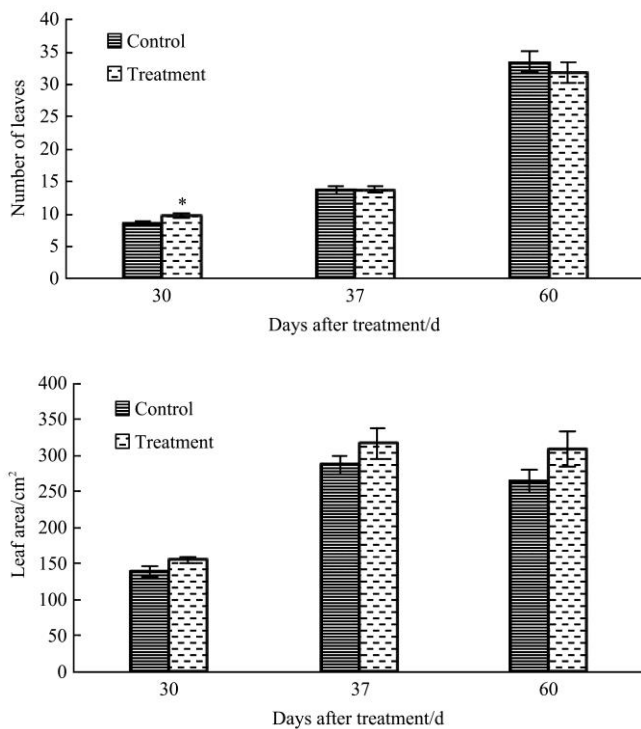 40
35
30
25
20
15
10
5
0
Number of leaves
Control
Treatment
*
30 37 60
Days after treatment/d
400
350
300
250
200
150
100
50
0
Leaf area/cm²
Control
Treatment
30 37 60
Days after treatment/d